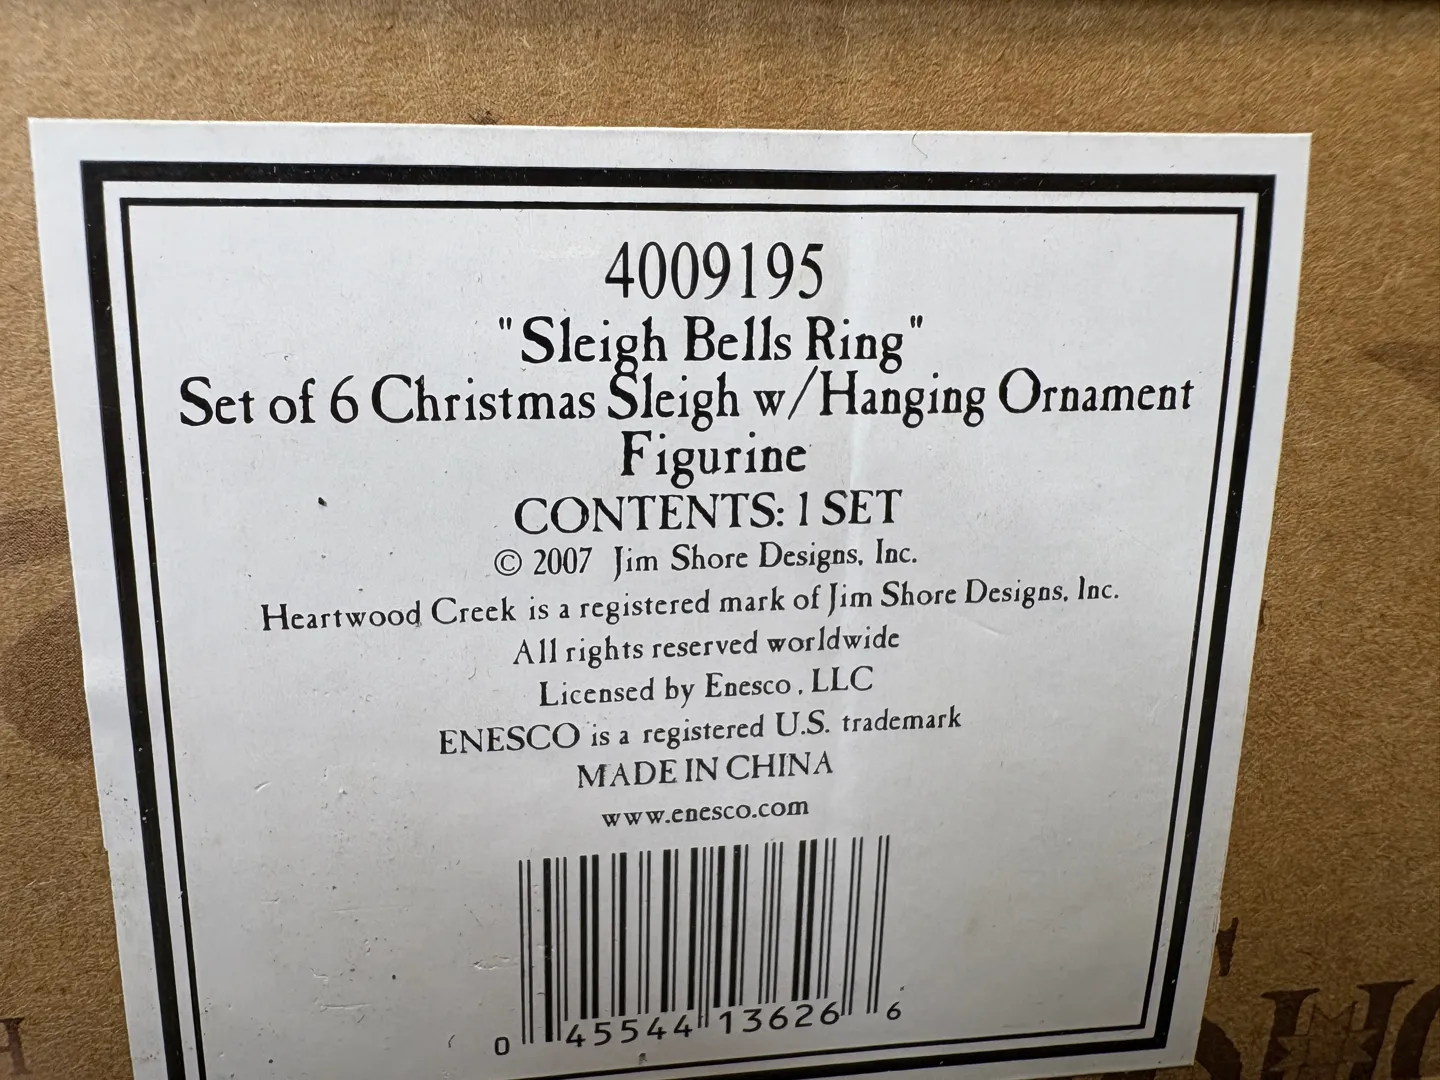 4009195
"Sleigh Bells Ring"
Set of 6 Christmas Sleigh w/Hanging Ornament
Figurine
CONTENTS: 1 SET
© 2007 Jim Shore Designs, Inc.
Heartwood Creek is a registered mark of Jim Shore Designs, Inc.
All rights reserved worldwide
Licensed by Enesco, LLC
ENESCO is a registered U.S. trademark
MADE IN CHINA
www.enesco.com
0 45544 13626 6